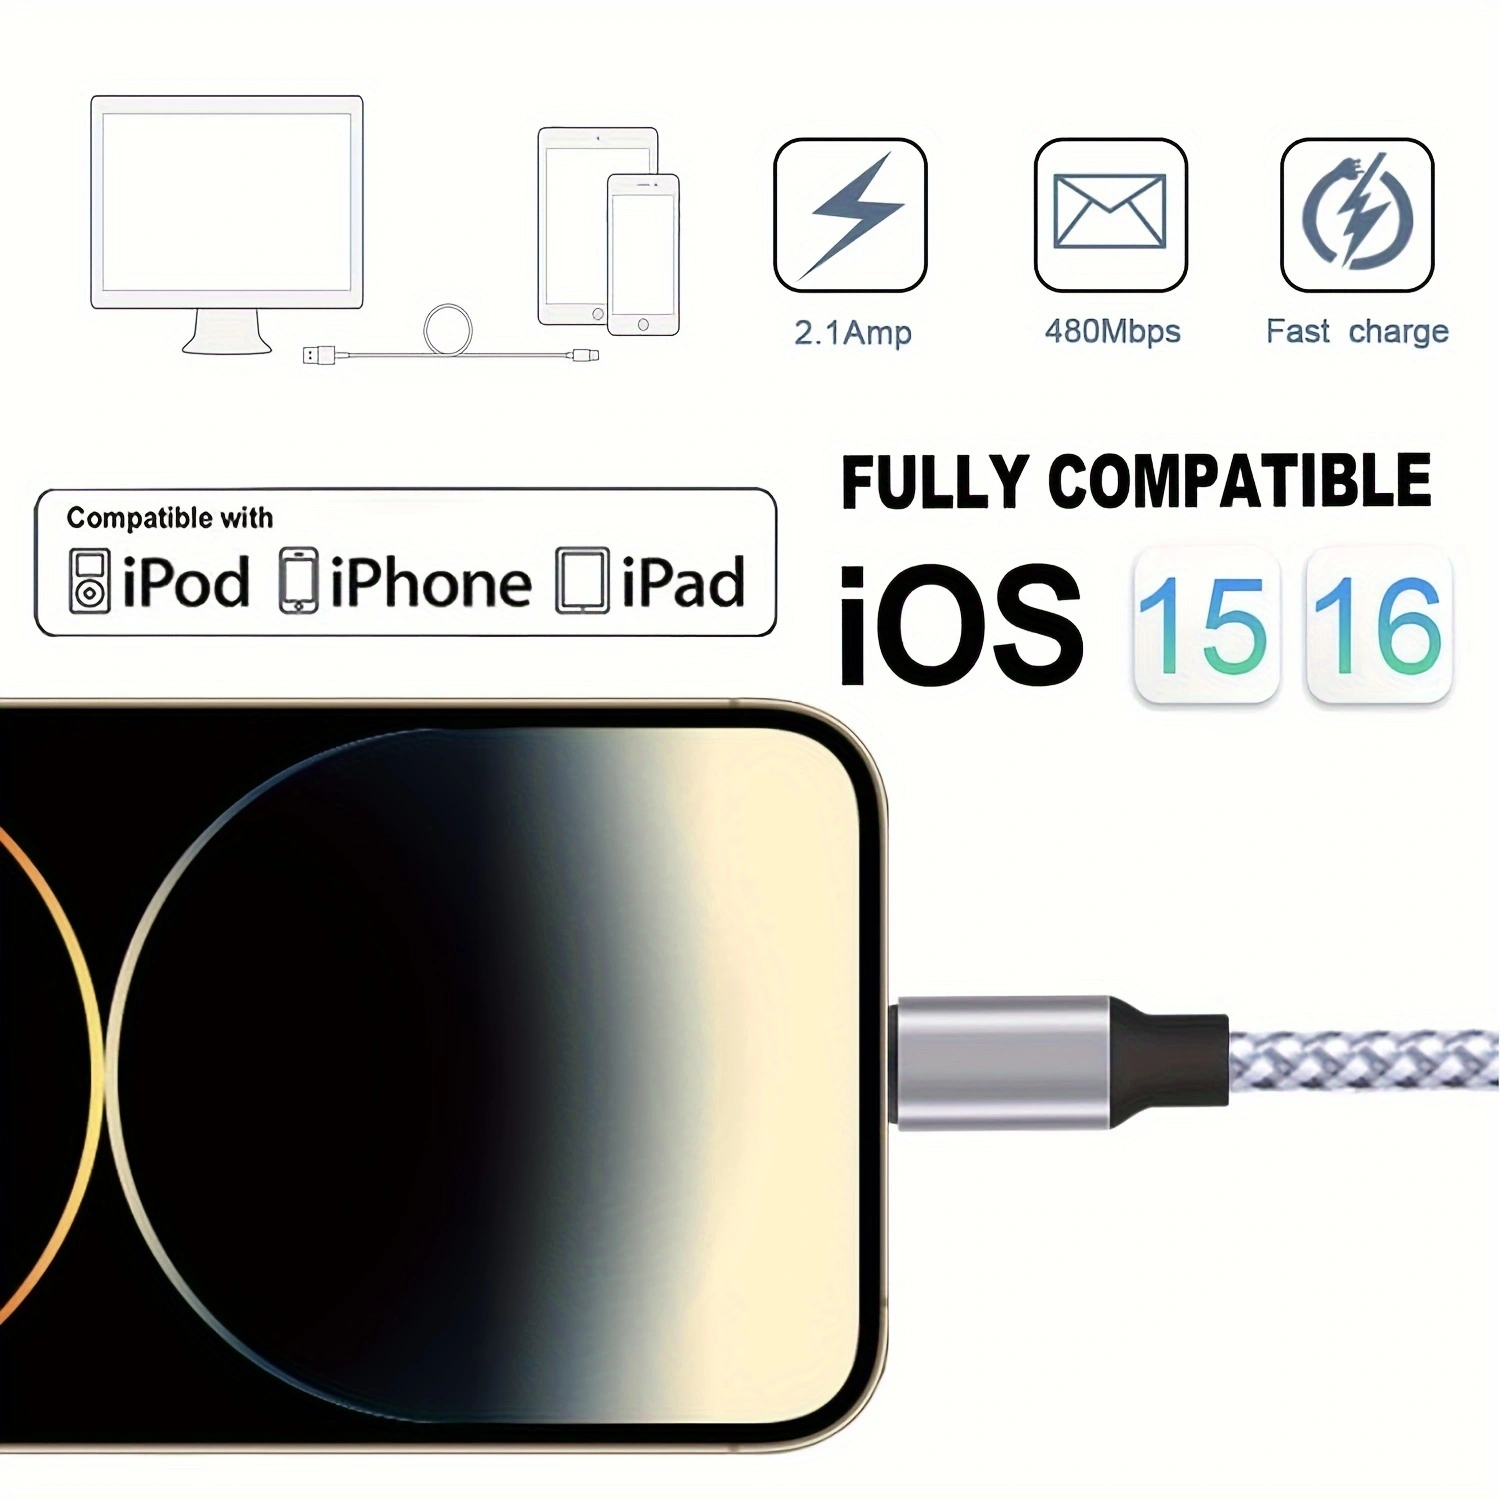 2.1Amp
480Mbps
Fast charge
FULLY COMPATIBLE
iOS 15 16
Compatible with
iPod iPhone iPad